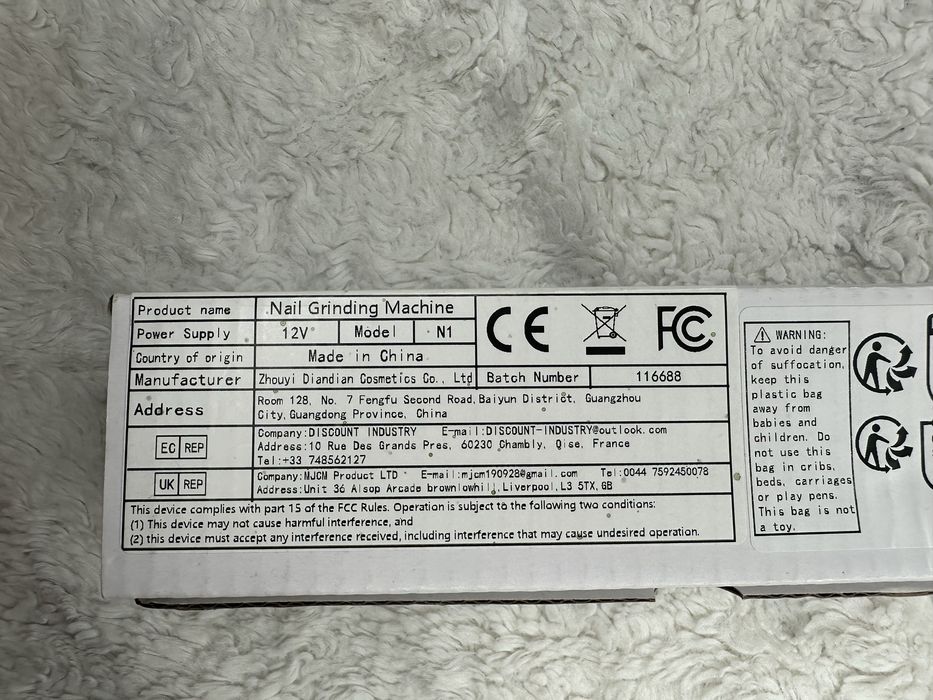 Product name Nail Grinding Machine
Power Supply 12V Model N1
Country of origin Made in China
Manufacturer Zhouyi Diandian Cosmetics Co., Ltd Batch Number 116688
Address Room 128, No. 7 Fengfu Second Road, Baiyun District, Guangzhou
City, Guangdong Province, China
EC REP Company:DISCOUNT INDUSTRY E-mail:DISCOUNT-INDUSTRY@outlook.com
Address:10 Rue Des Grands Pres, 60230 Chambly, Oise, France
Tel:+33 748562127
UK REP Company:MJCM Product LTD E-mail:mjcm190928@gmail.com Tel:0044 7592450078
Address:Unit 36 Alsop Arcade brownlowhill, Liverpool, L3 5TX, GB
This device complies with part 15 of the FCC Rules. Operation is subject to the following two conditions:
(1) This device may not cause harmful interference, and
(2) this device must accept any interference received, including interference that may cause undesired operation.
CE FC
WARNING:
To avoid danger
of suffocation,
keep this
plastic bag
away from
babies and
children. Do
not use this
bag in cribs,
beds, carriages
or play pens.
This bag is not
a toy.